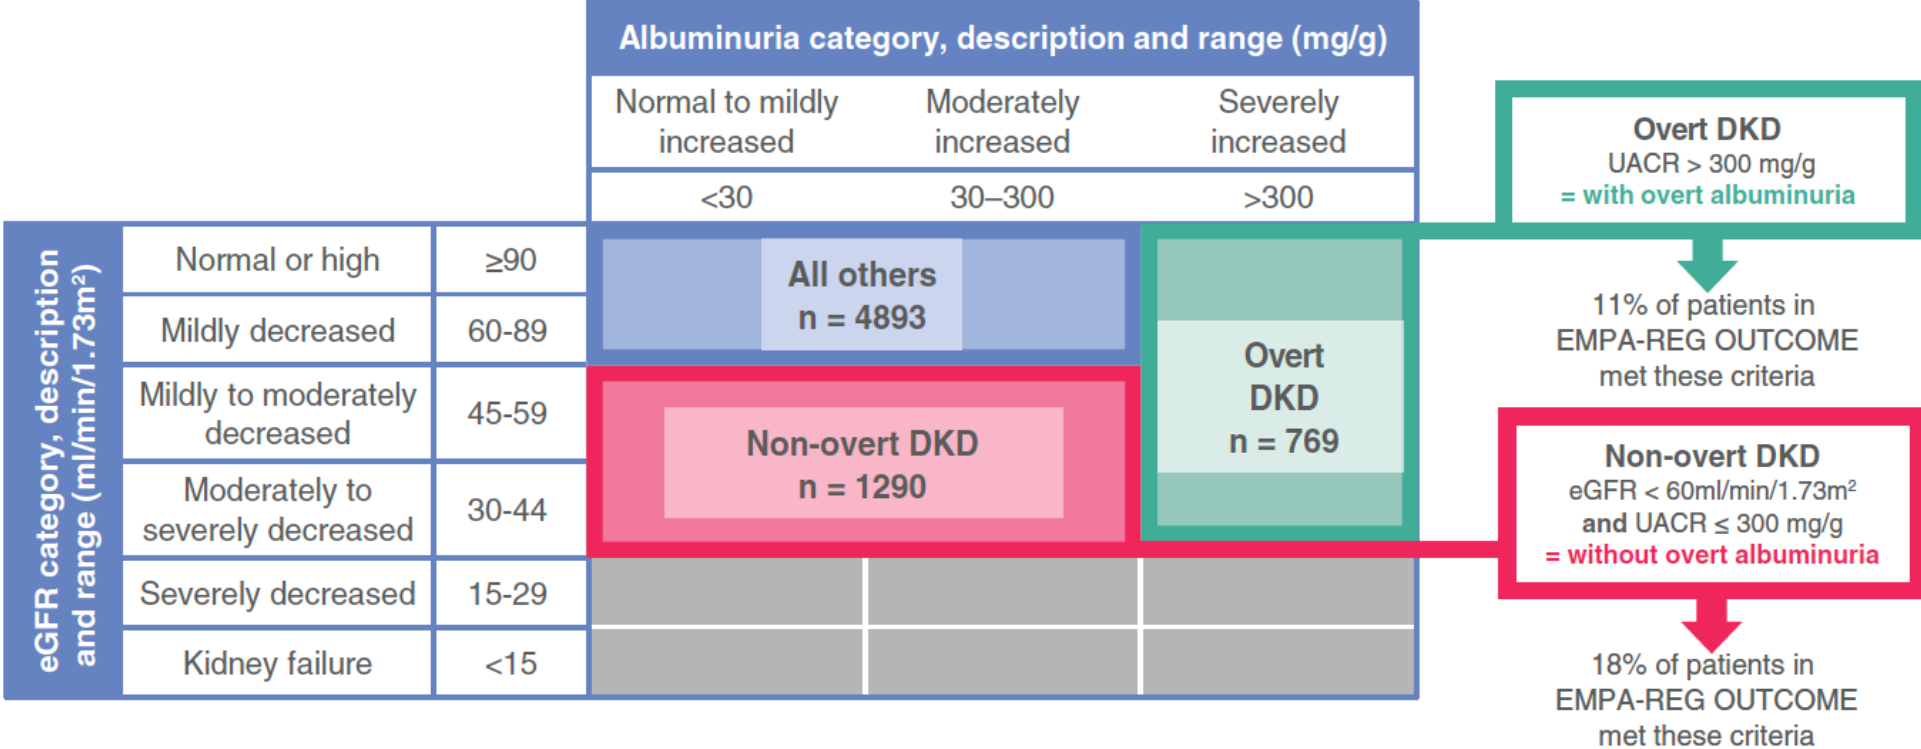 Albuminuria category, description and range (mg/g)
Normal to mildly
increased
Moderately
increased
Severely
increased
<30
30–300
>300
eGFR category, description
and range (ml/min/1.73m²)
Normal or high
≥90
Mildly decreased
60-89
Mildly to moderately
decreased
45-59
Moderately to
severely decreased
30-44
Severely decreased
15-29
Kidney failure
<15
All others
n = 4893
Non-overt DKD
n = 1290
Overt
DKD
n = 769
Overt DKD
UACR > 300 mg/g
= with overt albuminuria
11% of patients in
EMPA-REG OUTCOME
met these criteria
Non-overt DKD
eGFR < 60ml/min/1.73m²
and UACR ≤ 300 mg/g
= without overt albuminuria
18% of patients in
EMPA-REG OUTCOME
met these criteria